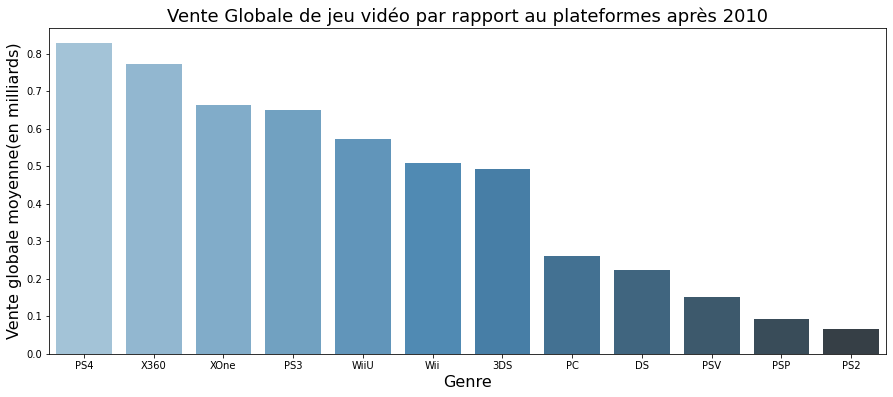 Vente Globale de jeu vidéo par rapport au plateformes après 2010
Vente globale moyenne(en milliards)
0.8
0.7
0.6
0.5
0.4
0.3
0.2
0.1
0.0
PS4 X360 XOne PS3 WiiU Wii 3DS PC DS PSV PSP PS2
Genre